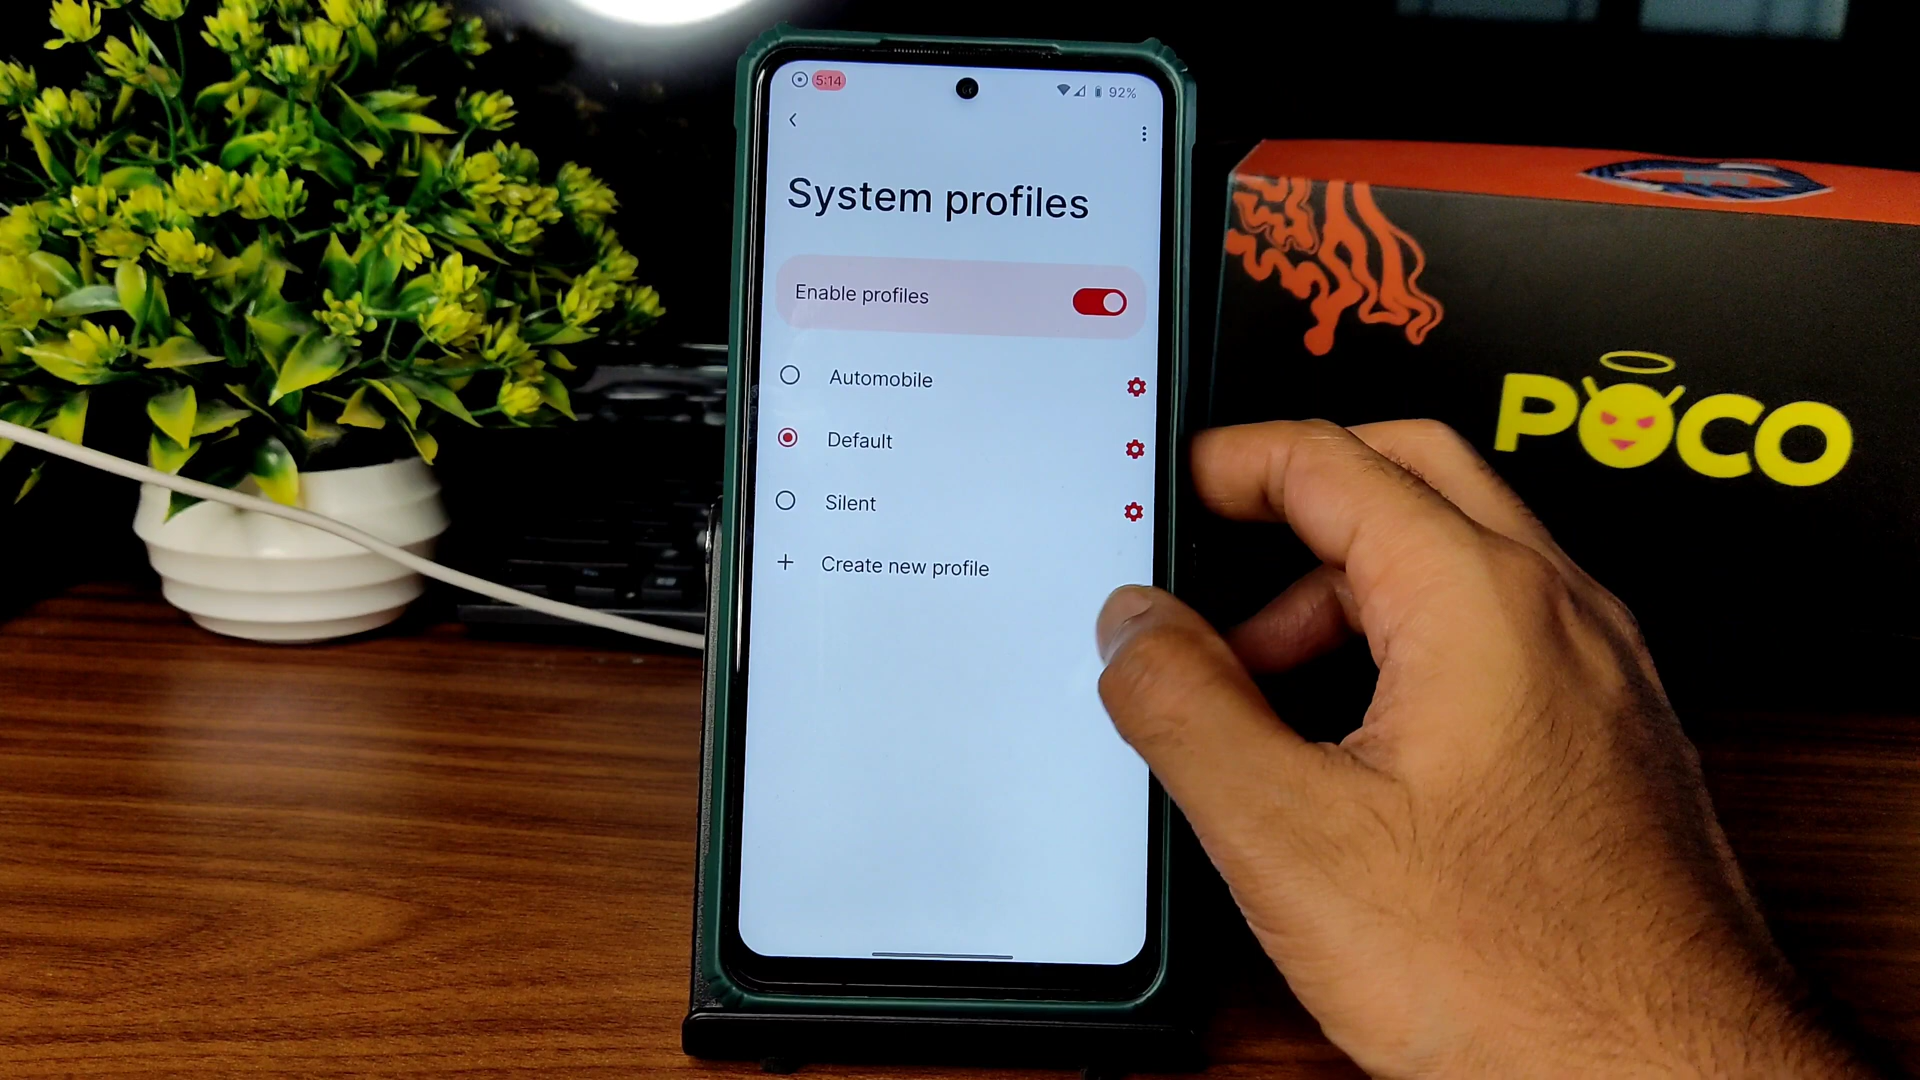 5:14
92%
System profiles
Enable profiles
Automobile
Default
Silent
Create new profile
POCO